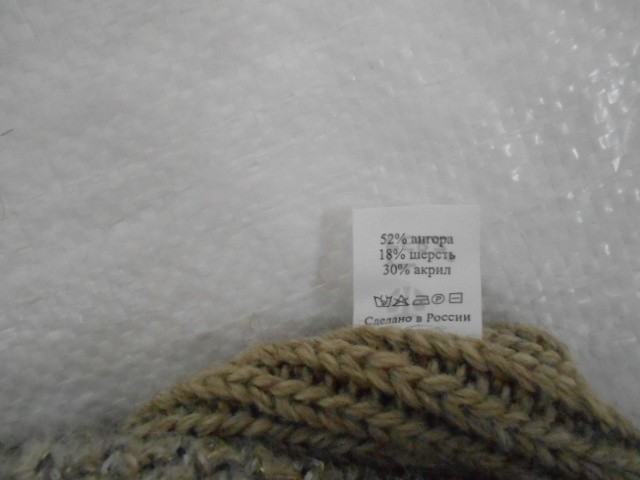 52% ангора
18% шерсть
30% акрил
Сделано в России